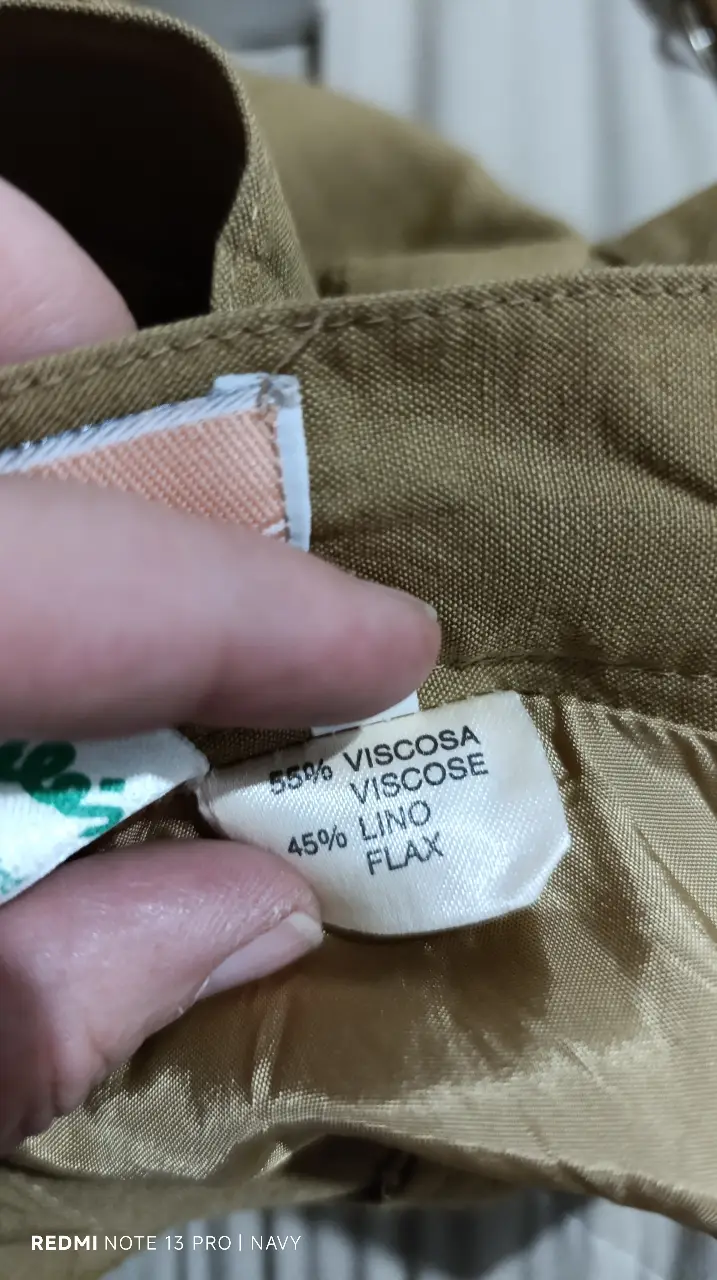 55% VISCOSA
VISCOSE
45% LINO
FLAX
REDMI NOTE 13 PRO | NAVY